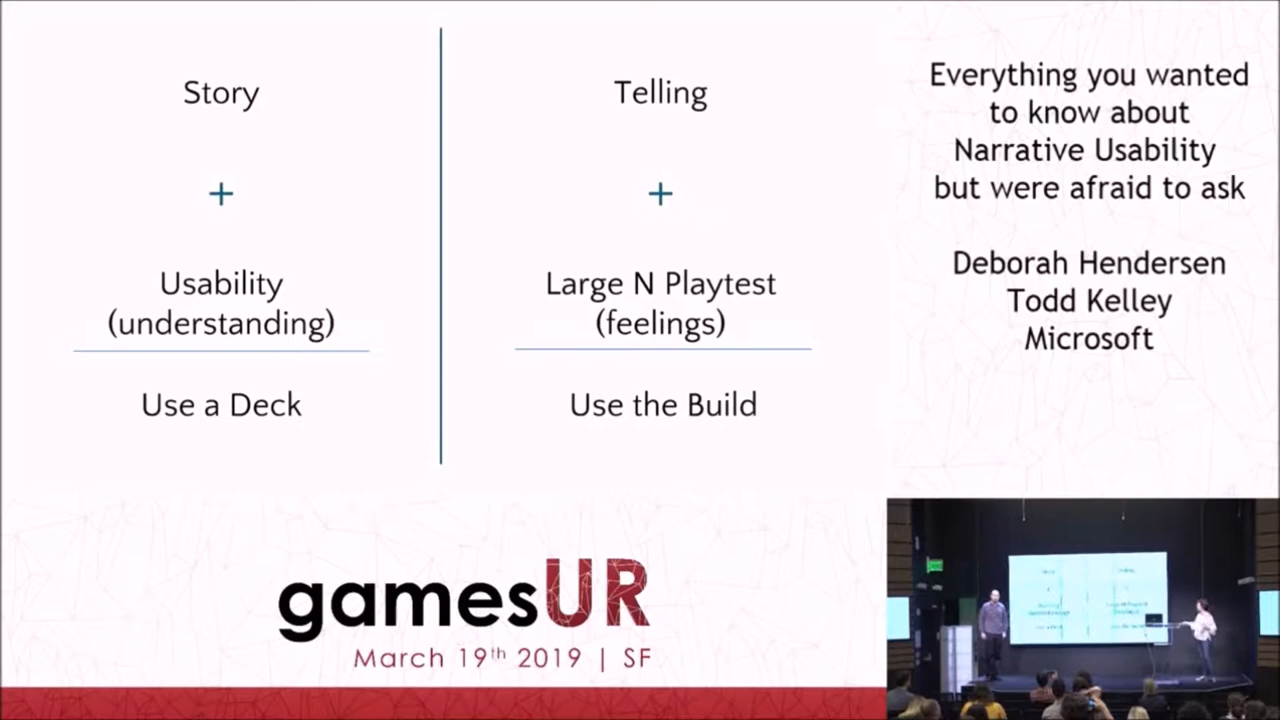 Story
+
Usability
(understanding)
Use a Deck
Telling
+
Large N Playtest
(feelings)
Use the Build
Everything you wanted
to know about
Narrative Usability
but were afraid to ask
Deborah Hendersen
Todd Kelley
Microsoft
gamesUR
March 19th 2019 | SF